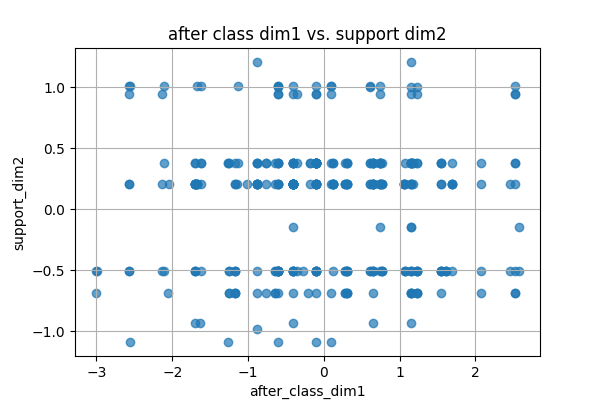 after class dim1 vs. support dim2
support_dim2
1.0
0.5
0.0
−0.5
−1.0
−3 −2 −1 0 1 2
after_class_dim1